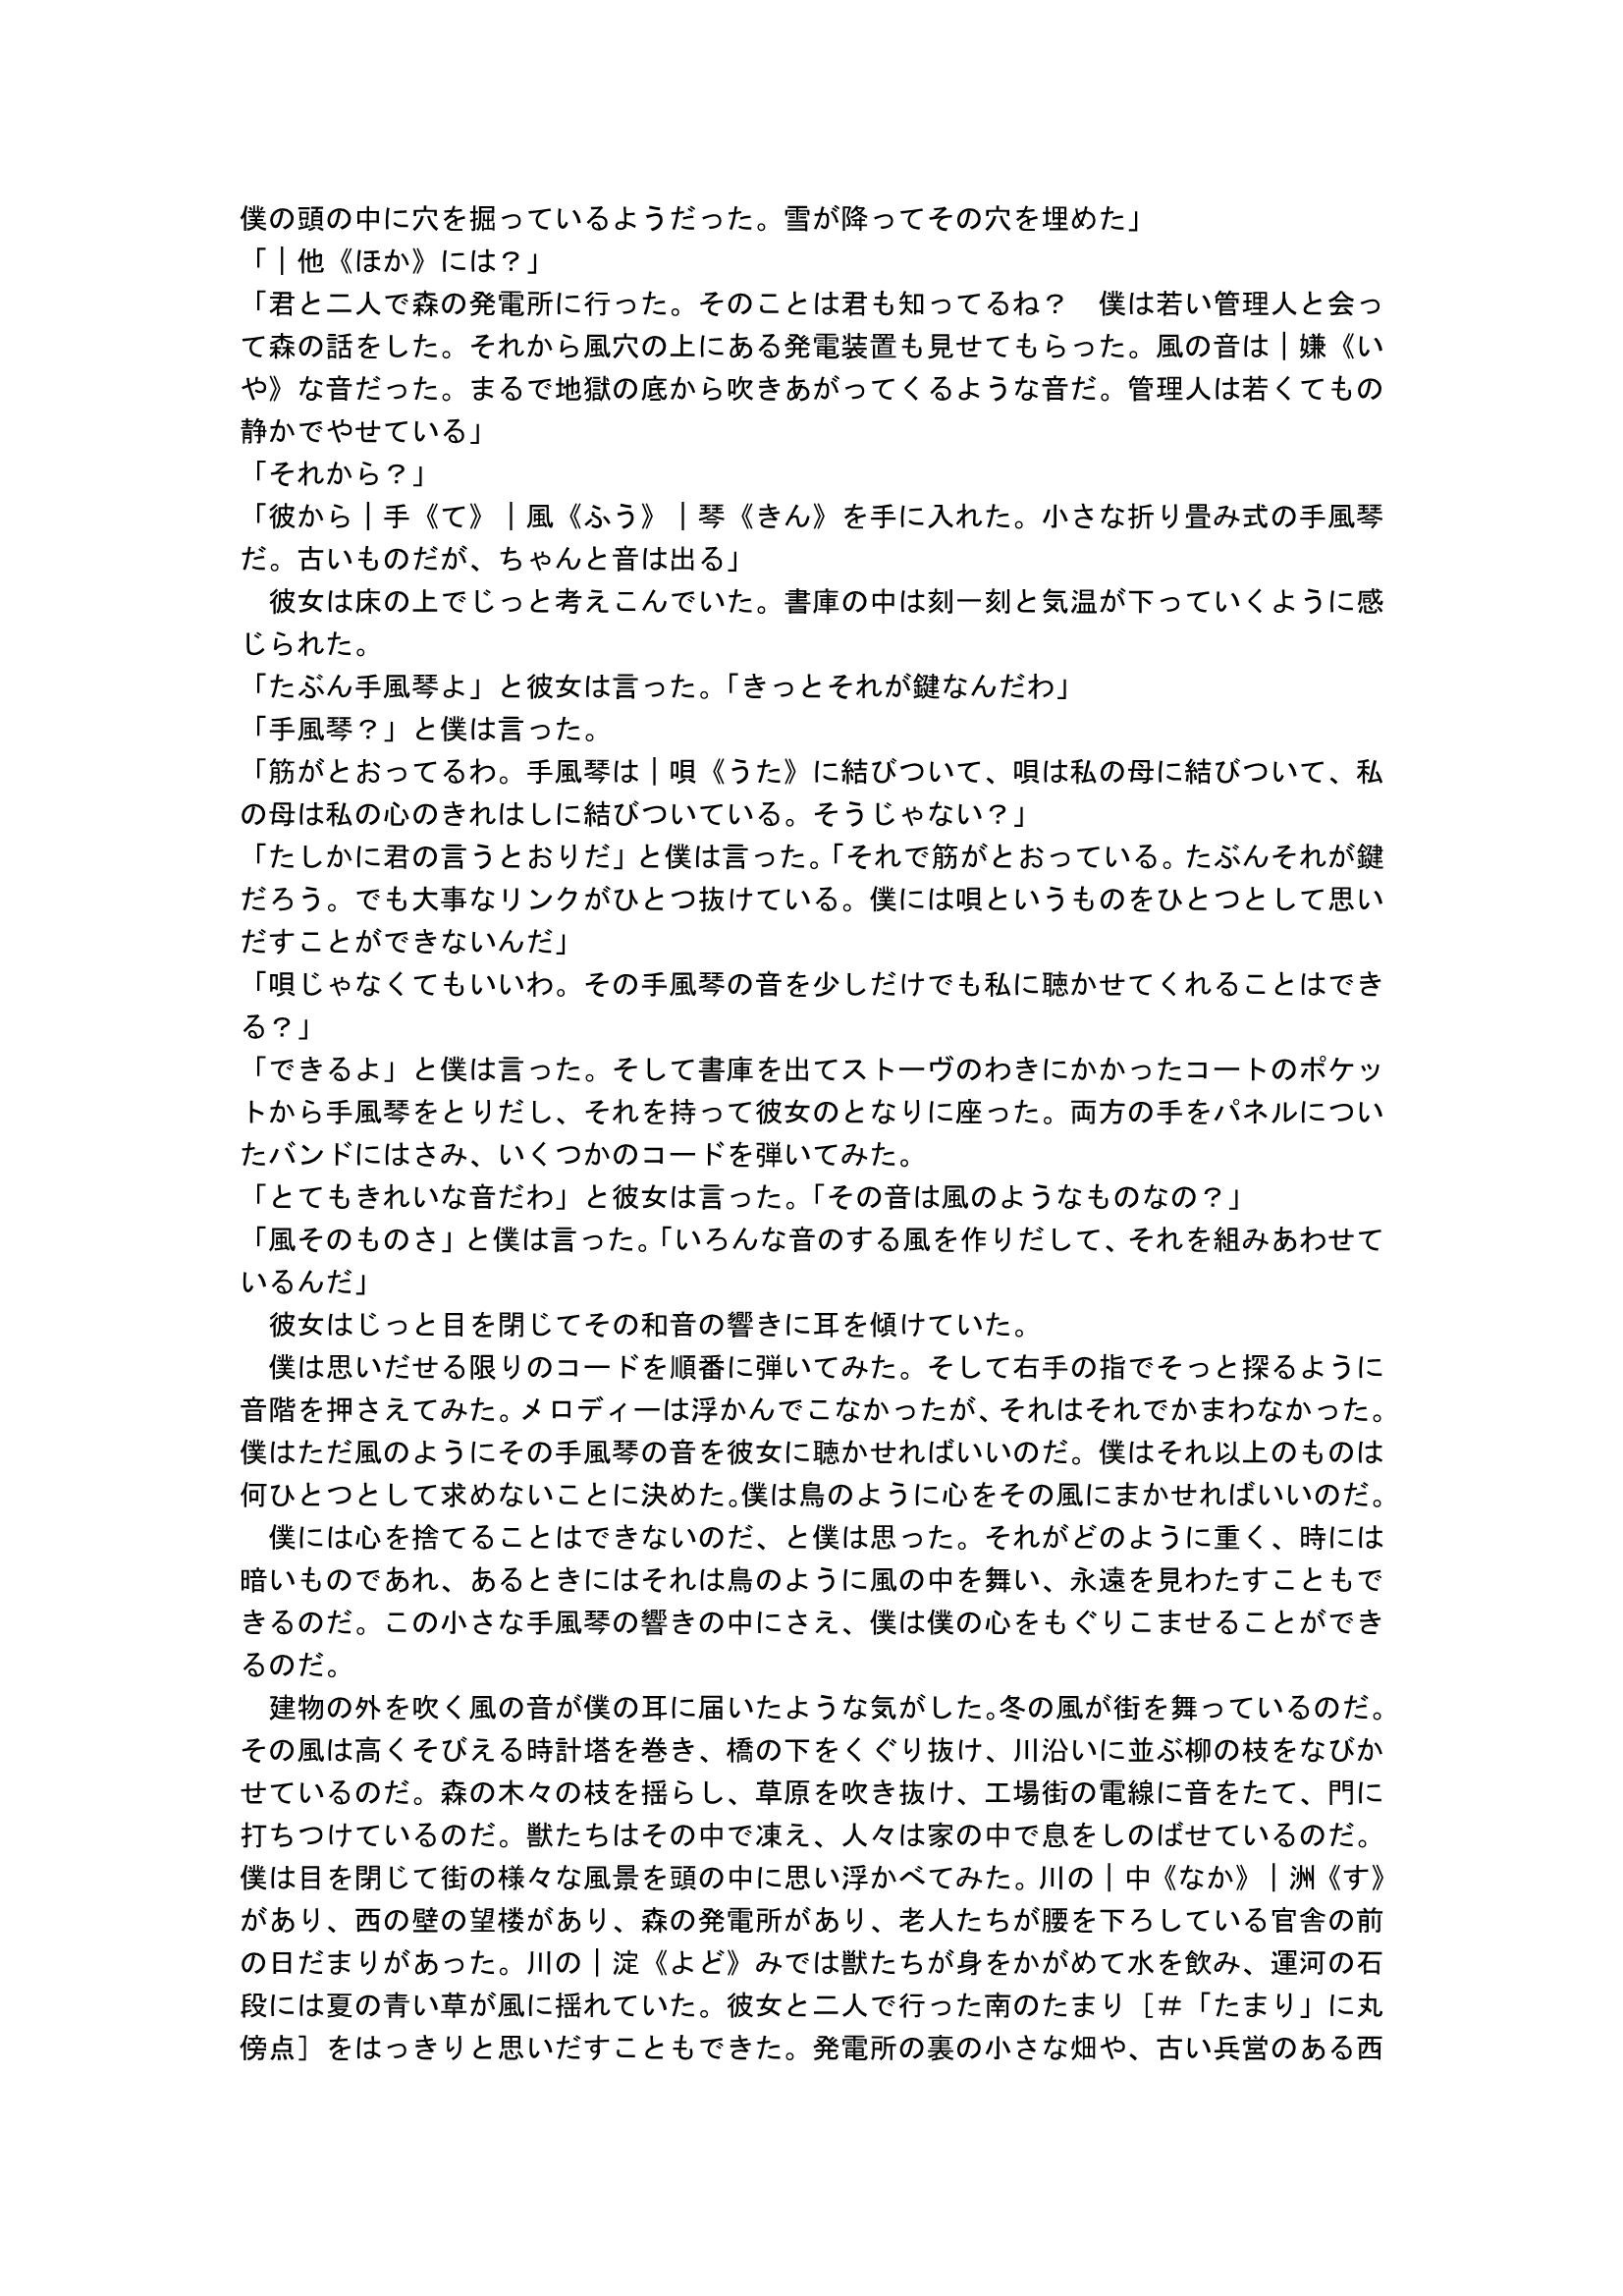 僕の頭の中に穴を掘っているようだった。雪が降ってその穴を埋めた」
「｜他《ほか》には？」
「君と二人で森の発電所に行った。そのことは君も知ってるね？　僕は若い管理人と会っ
て森の話をした。それから風穴の上にある発電装置も見せてもらった。風の音は｜嫌《い
や》な音だった。まるで地獄の底から吹きあがってくるような音だ。管理人は若くてもの
静かでやせている」
「それから？」
「彼から｜手《て》｜風《ふう》｜琴《きん》を手に入れた。小さな折り畳み式の手風琴
だ。古いものだが、ちゃんと音は出る」
　彼女は床の上でじっと考えこんでいた。書庫の中は刻一刻と気温が下っていくように感
じられた。
「たぶん手風琴よ」と彼女は言った。「きっとそれが鍵なんだわ」
「手風琴？」と僕は言った。
「筋がとおってるわ。手風琴は｜唄《うた》に結びついて、唄は私の母に結びついて、私
の母は私の心のきれはしに結びついている。そうじゃない？」
「たしかに君の言うとおりだ」と僕は言った。「それで筋がとおっている。たぶんそれが鍵
だろう。でも大事なリンクがひとつ抜けている。僕には唄というものをひとつとして思い
だすことができないんだ」
「唄じゃなくてもいいわ。その手風琴の音を少しだけでも私に聴かせてくれることはでき
る？」
「できるよ」と僕は言った。そして書庫を出てストーヴのわきにかかったコートのポケッ
トから手風琴をとりだし、それを持って彼女のとなりに座った。両方の手をパネルについ
たバンドにはさみ、いくつかのコードを弾いてみた。
「とてもきれいな音だわ」と彼女は言った。「その音は風のようなものなの？」
「風そのものさ」と僕は言った。「いろんな音のする風を作りだして、それを組みあわせて
いるんだ」
　彼女はじっと目を閉じてその和音の響きに耳を傾けていた。
　僕は思いだせる限りのコードを順番に弾いてみた。そして右手の指でそっと探るように
音階を押さえてみた。メロディーは浮かんでこなかったが、それはそれでかまわなかった。
僕はただ風のようにその手風琴の音を彼女に聴かせればいいのだ。僕はそれ以上のものは
何ひとつとして求めないことに決めた。僕は鳥のように心をその風にまかせればいいのだ。
　僕には心を捨てることはできないのだ、と僕は思った。それがどのように重く、時には
暗いものであれ、あるときにはそれは鳥のように風の中を舞い、永遠を見わたすこともで
きるのだ。この小さな手風琴の響きの中にさえ、僕は僕の心をもぐりこませることができ
るのだ。
　建物の外を吹く風の音が僕の耳に届いたような気がした。冬の風が街を舞っているのだ。
その風は高くそびえる時計塔を巻き、橋の下をくぐり抜け、川沿いに並ぶ柳の枝をなびか
せているのだ。森の木々の枝を揺らし、草原を吹き抜け、工場街の電線に音をたて、門に
打ちつけているのだ。獣たちはその中で凍え、人々は家の中で息をしのばせているのだ。
僕は目を閉じて街の様々な風景を頭の中に思い浮かべてみた。川の｜中《なか》｜洲《す》
があり、西の壁の望楼があり、森の発電所があり、老人たちが腰を下ろしている官舎の前
の日だまりがあった。川の｜淀《よど》みでは獣たちが身をかがめて水を飲み、運河の石
段には夏の青い草が風に揺れていた。彼女と二人で行った南のたまり［＃「たまり」に丸
傍点］をはっきりと思いだすこともできた。発電所の裏の小さな畑や、古い兵営のある西